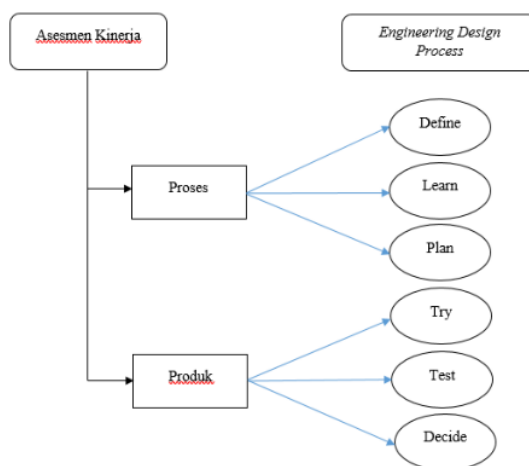 Asesmen Kinerja
Engineering Design
Process
Define
Proses
Learn
Plan
Try
Produk
Test
Decide